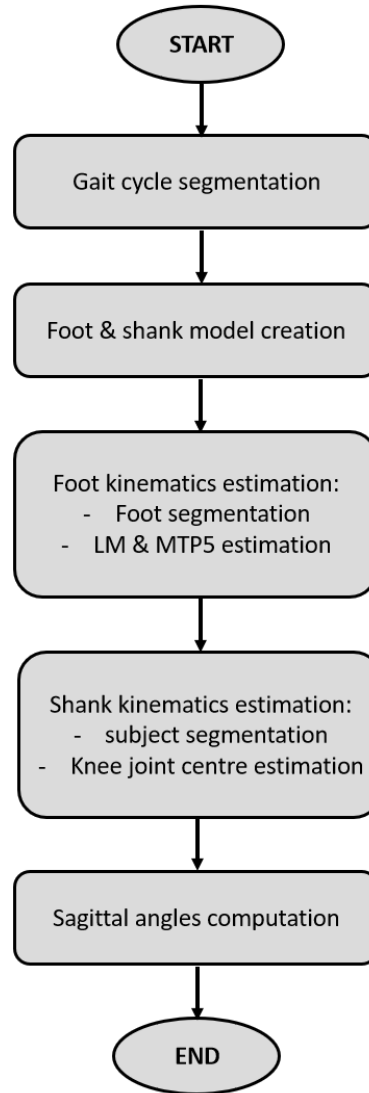 START
Gait cycle segmentation
Foot & shank model creation
Foot kinematics estimation:
- Foot segmentation
- LM & MTP5 estimation
Shank kinematics estimation:
- subject segmentation
- Knee joint centre estimation
Sagittal angles computation
END